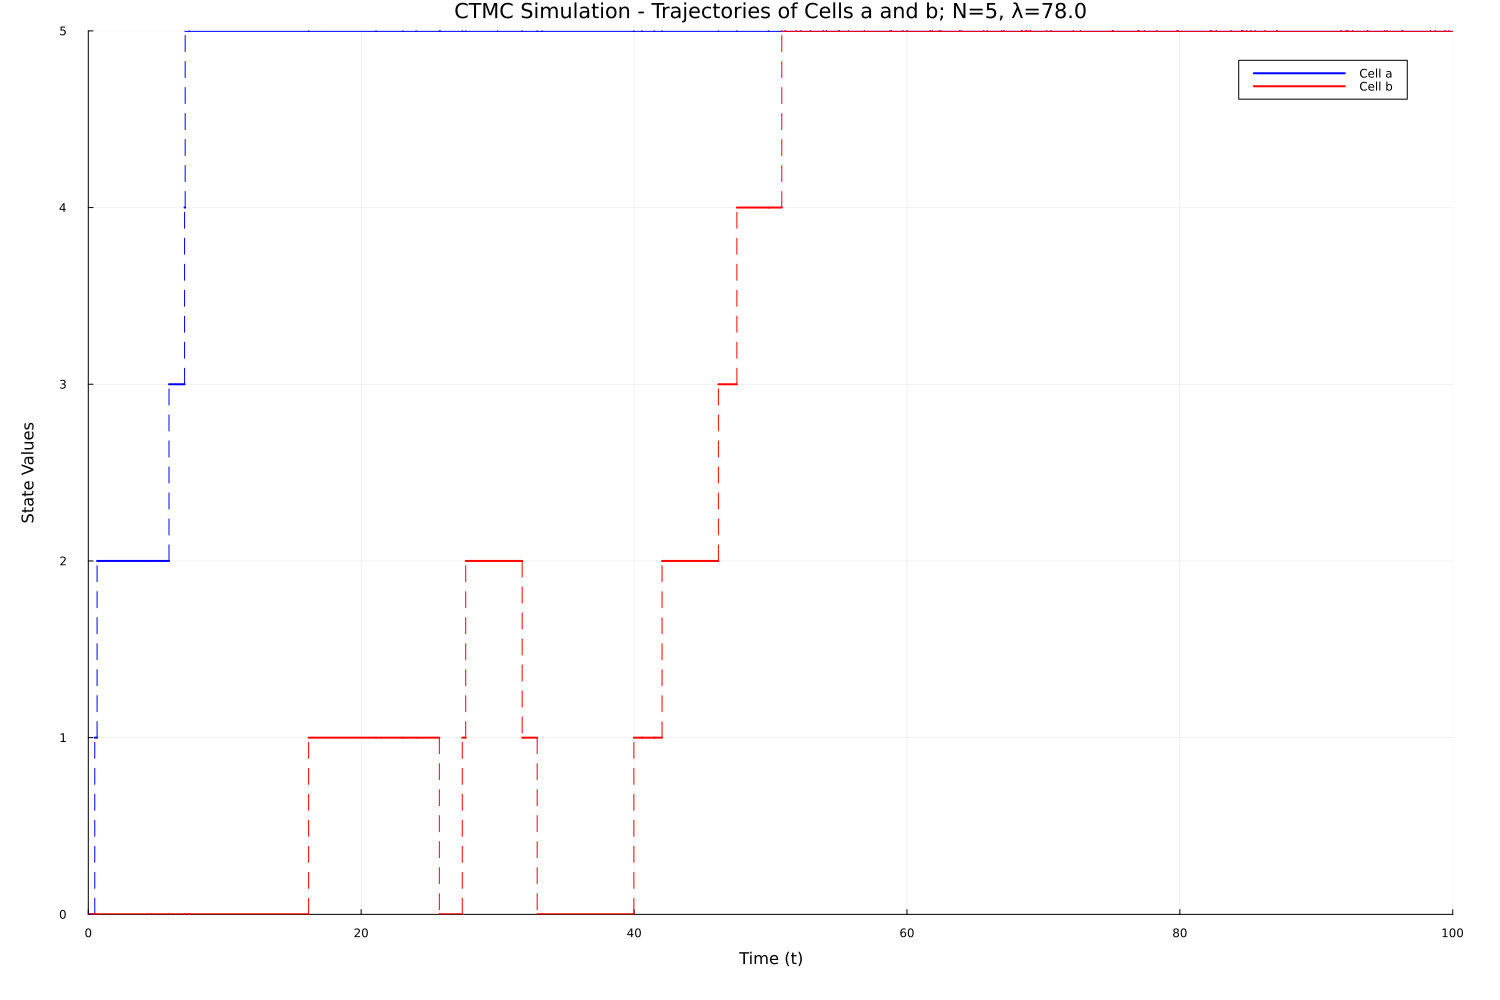 CTMC Simulation - Trajectories of Cells a and b; N=5, λ=78.0
5
Cell a
Cell b
4
3
State Values
2
1
0
0 20 40 60 80 100
Time (t)